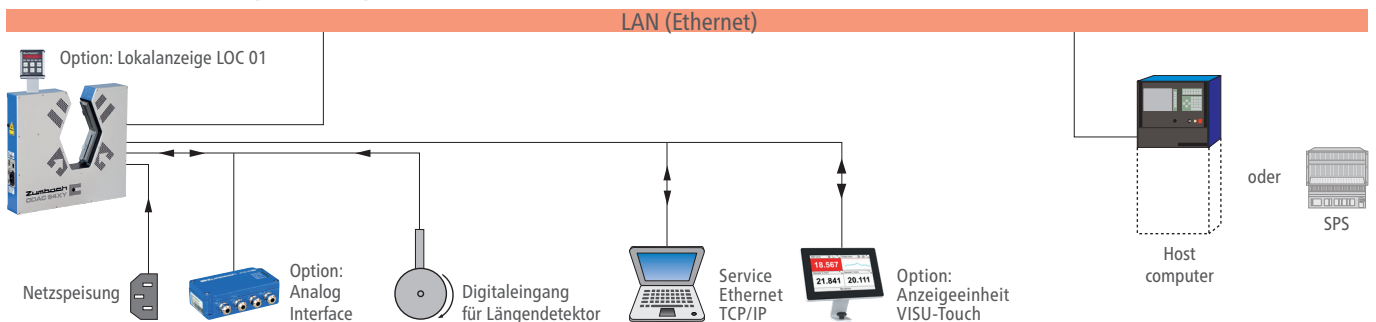 LAN (Ethernet)
Option: Lokalanzeige LOC 01
zumbach
ODAC 94XY
Netzspeisung
Option:
Analog
Interface
Digitaleingang
für Längendetektor
Service
Ethernet
TCP/IP
18.567
21.841 20.111
Option:
Anzeigeeinheit
VISU-Touch
Host
computer
oder
SPS